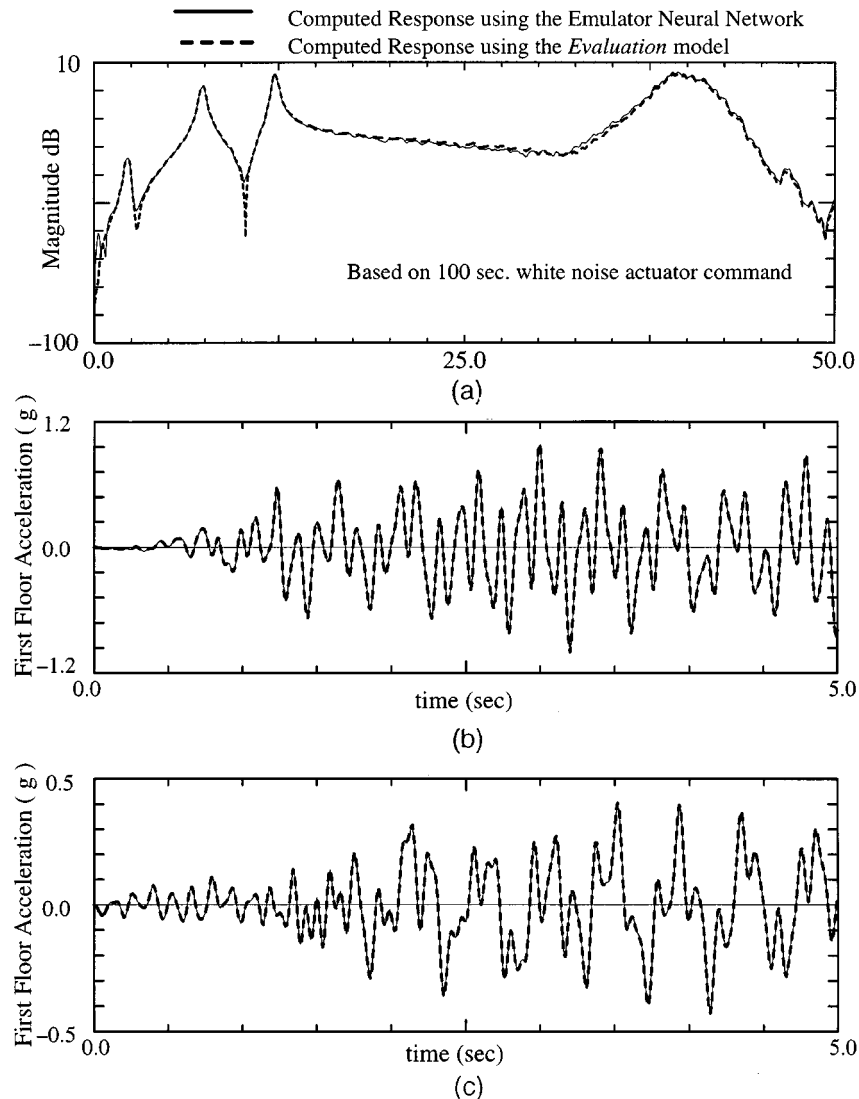 Computed Response using the Emulator Neural Network
Computed Response using the Evaluation model
10
Magnitude dB
Based on 100 sec. white noise actuator command
−100
0.0
25.0
50.0
(a)
1.2
First Floor Acceleration ( g )
0.0
−1.2
0.0
5.0
time (sec)
(b)
0.5
First Floor Acceleration ( g )
0.0
−0.5
0.0
5.0
time (sec)
(c)